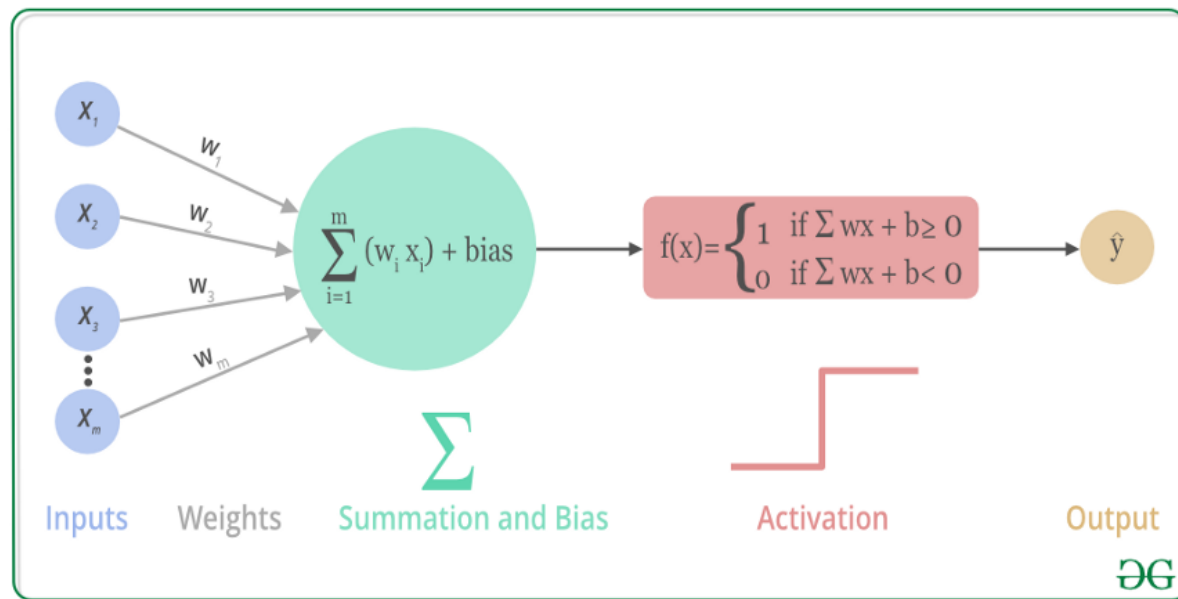 X₁
X₂
X₃
Xₘ
W₁
W₂
W₃
Wₘ
m
∑ (wᵢ xᵢ) + bias
i=1
f(x)= { 1 if Σ wx + b≥ 0
0 if Σ wx + b< 0
ŷ
∑
Inputs
Weights
Summation and Bias
Activation
Output